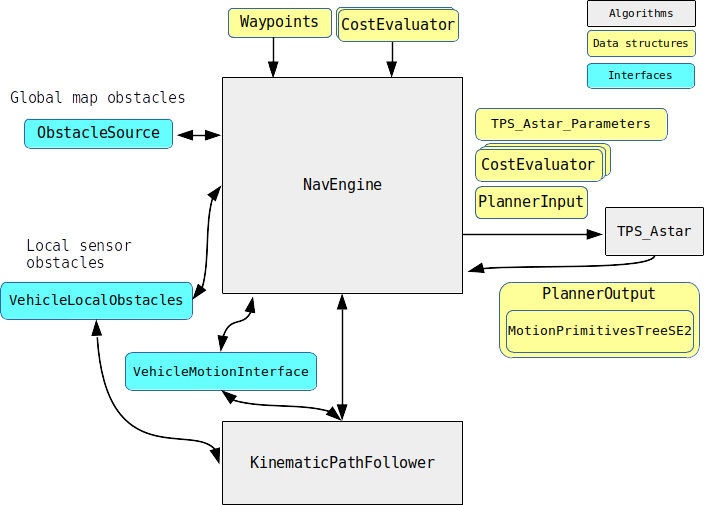 Waypoints
CostEvaluator
Algorithms
Data structures
Interfaces
Global map obstacles
ObstacleSource
NavEngine
TPS_Astar_Parameters
CostEvaluator
PlannerInput
TPS_Astar
Local sensor
obstacles
VehicleLocalObstacles
PlannerOutput
MotionPrimitivesTreeSE2
VehicleMotionInterface
KinematicPathFollower